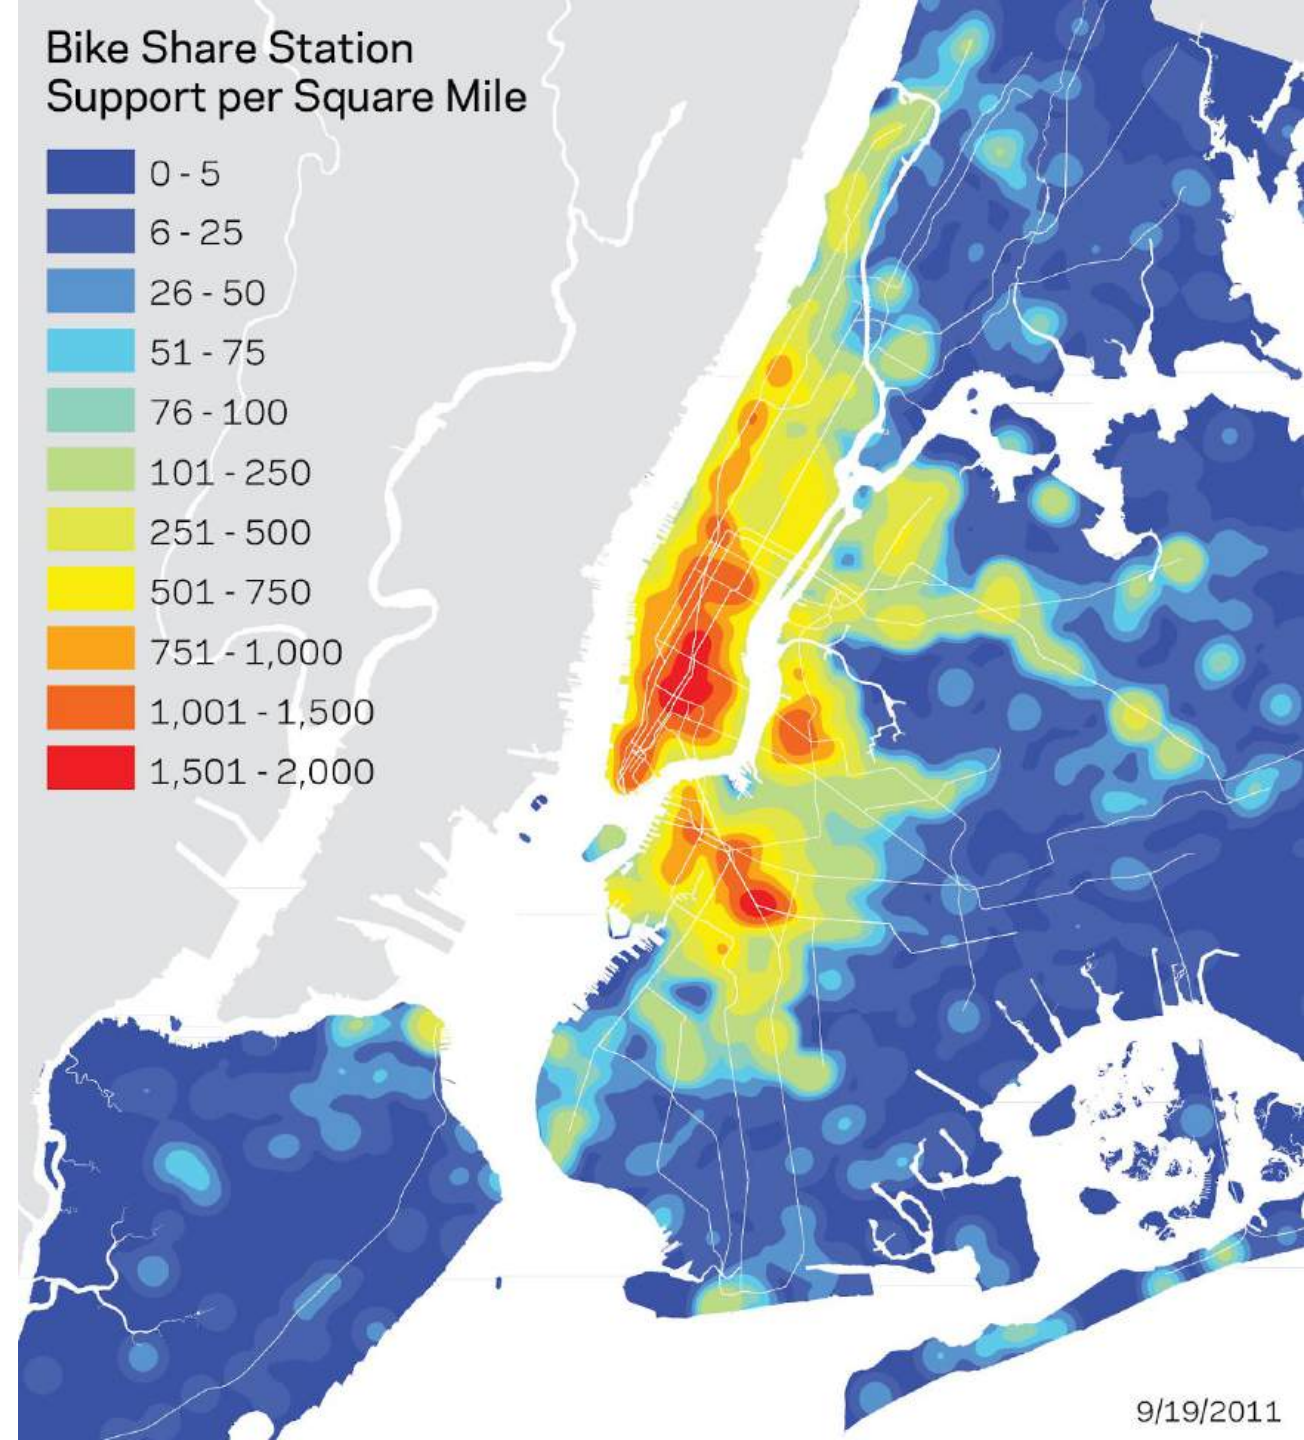 Bike Share Station
Support per Square Mile
0 - 5
6 - 25
26 - 50
51 - 75
76 - 100
101 - 250
251 - 500
501 - 750
751 - 1,000
1,001 - 1,500
1,501 - 2,000
9/19/2011